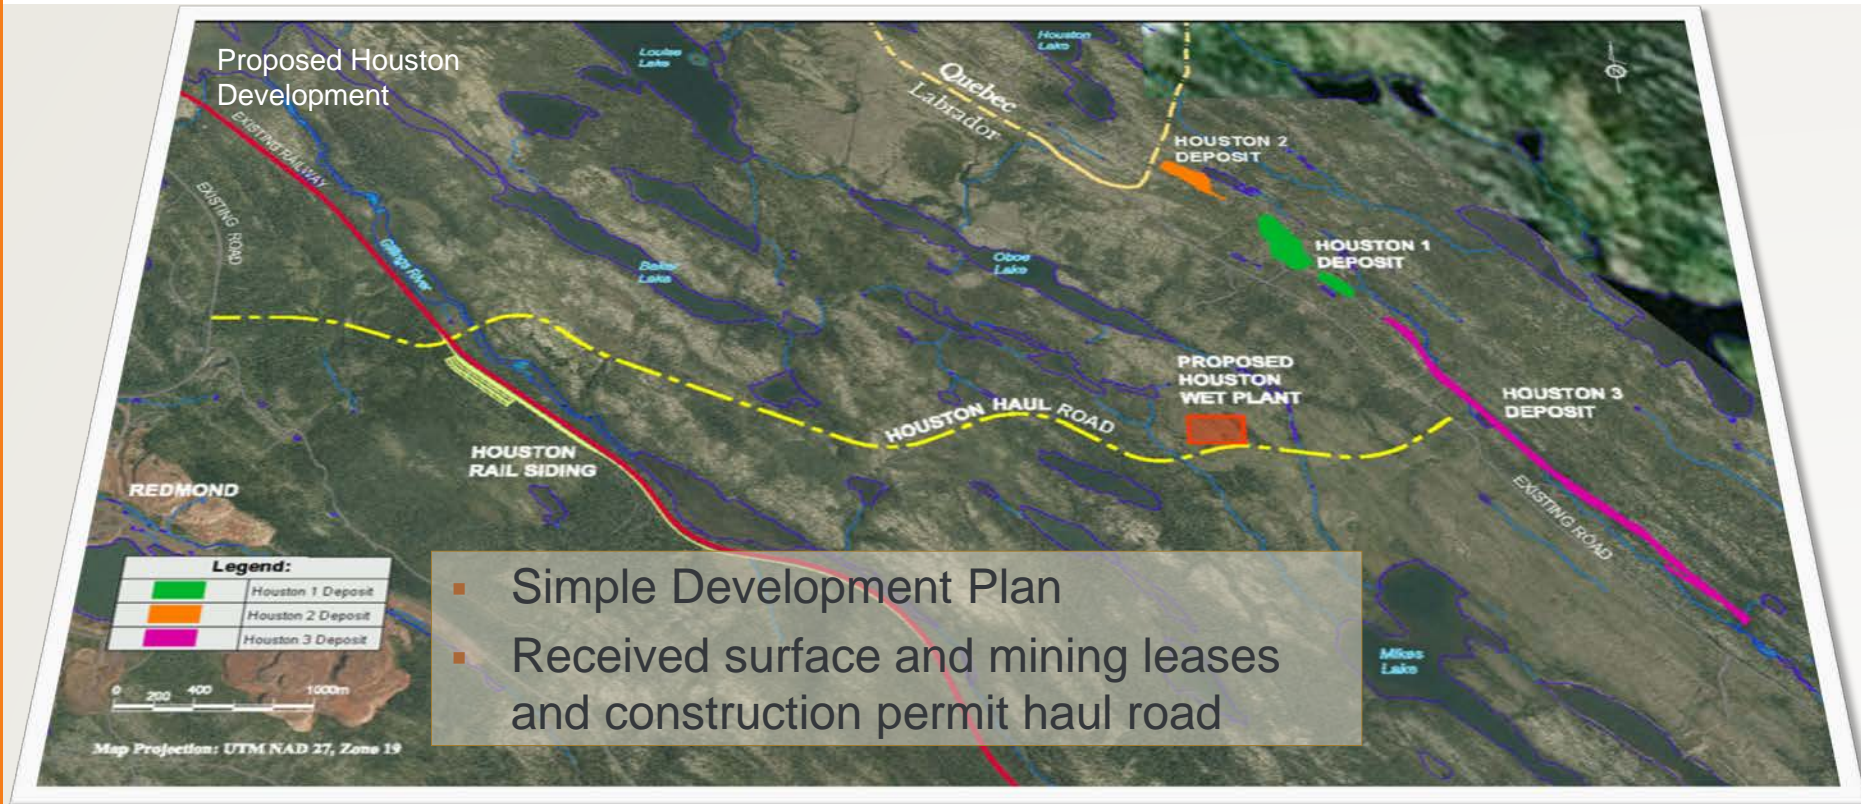 Proposed Houston
Development
Louise
Lake
Houston
Lake
Quebec
Labrador
HOUSTON 2
DEPOSIT
EXISTING RAILWAY
EXISTING ROAD
Gilling River
Baker
Lake
Oboe
Lake
HOUSTON 1
DEPOSIT
PROPOSED
HOUSTON
WET PLANT
HOUSTON HAUL ROAD
HOUSTON 3
DEPOSIT
HOUSTON
RAIL SIDING
REDMOND
EXISTING ROAD
Legend:
Houston 1 Deposit
Houston 2 Deposit
Houston 3 Deposit
0 200 400 1000m
Map Projection: UTM NAD 27, Zone 19
Simple Development Plan
Received surface and mining leases
and construction permit haul road
Mikes
Lake